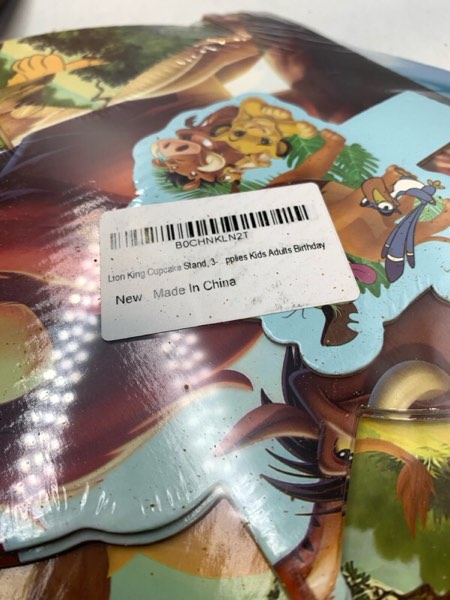 B0CHNKLN2T
Lion King Cupcake Stand, 3- pplies Kids Adults Birthday
New Made In China